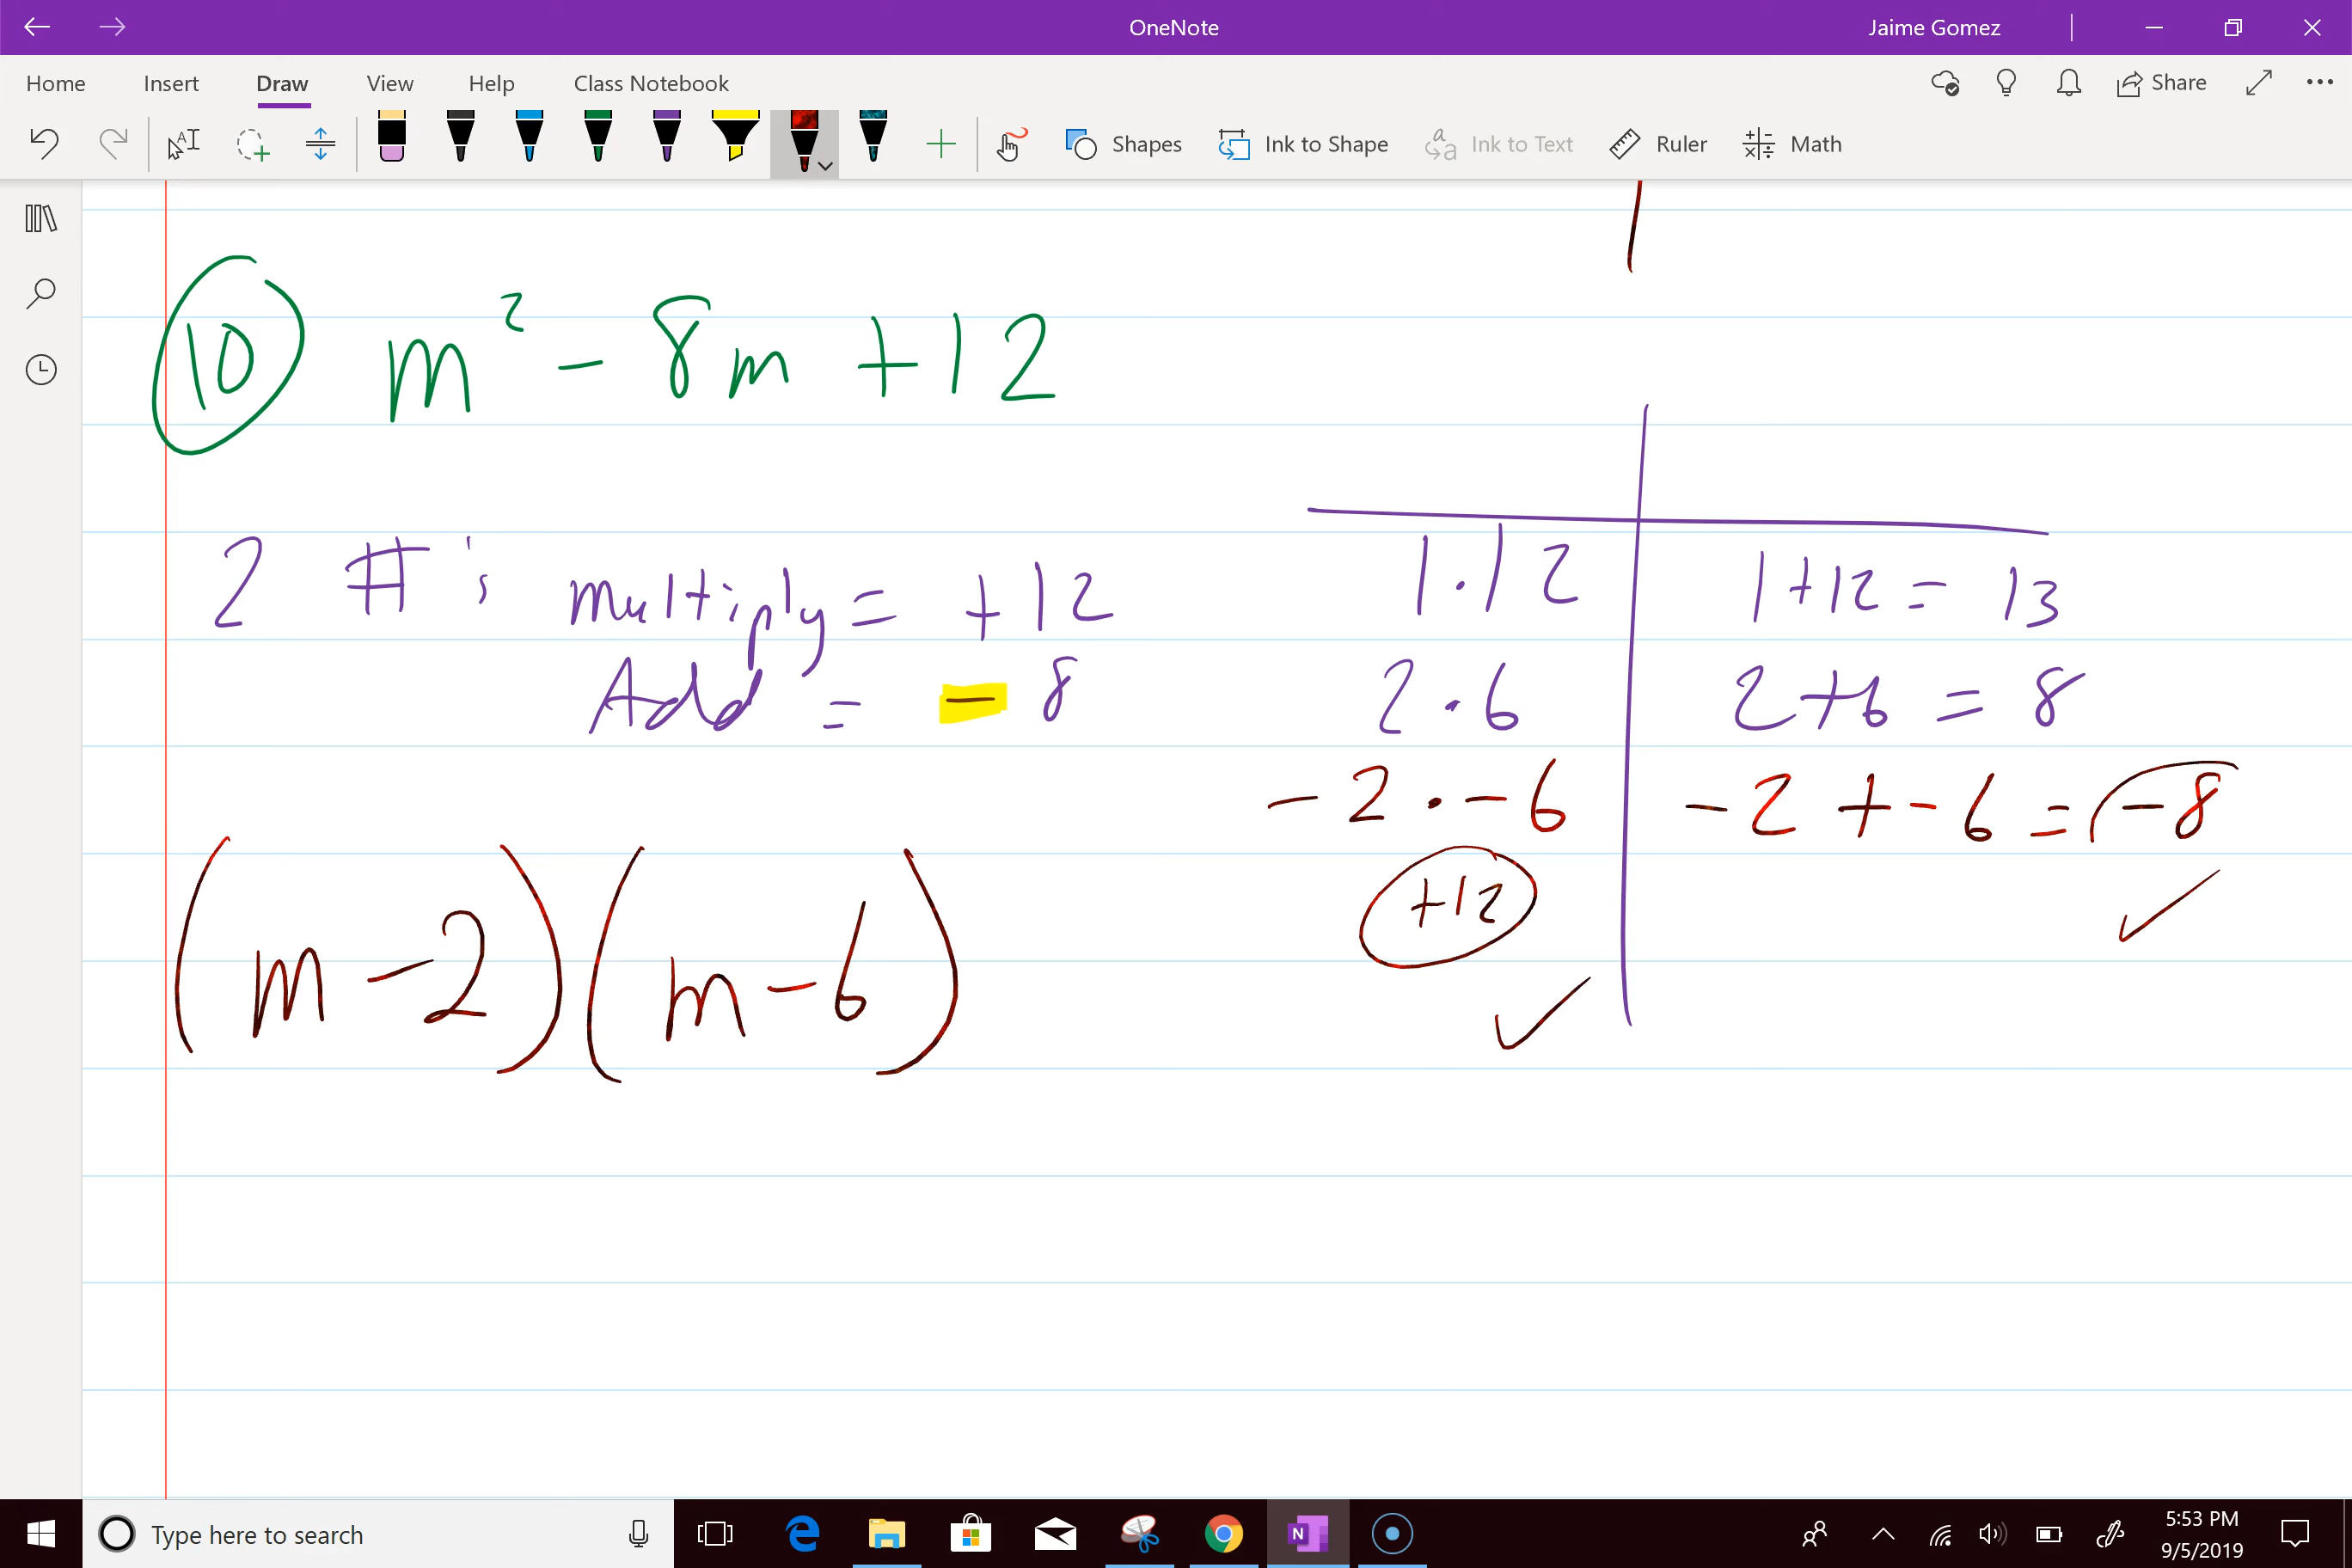 OneNote
Jaime Gomez
Home Insert Draw View Help Class Notebook Share
Shapes Ink to Shape Ink to Text Ruler Math
10 m² - 8m + 12
2 #'s multiply = +12
Add = - 8
1 · 12 1 + 12 = 13
2 · 6 2 + 6 = 8
-2 · -6 -2 + -6 = -8
+12
(m - 2)(m - 6)
Type here to search
5:53 PM
9/5/2019